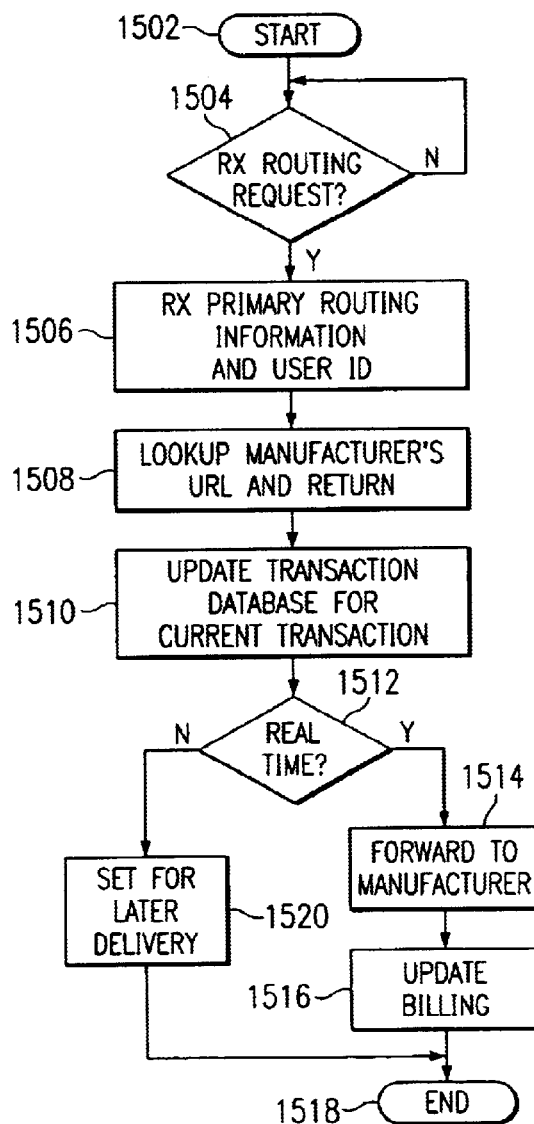 1502
START
1504
RX ROUTING
REQUEST?
N
Y
1506
RX PRIMARY ROUTING
INFORMATION
AND USER ID
1508
LOOKUP MANUFACTURER'S
URL AND RETURN
1510
UPDATE TRANSACTION
DATABASE FOR
CURRENT TRANSACTION
1512
N
REAL
TIME?
Y
1514
SET FOR
LATER
DELIVERY
1520
FORWARD TO
MANUFACTURER
1516
UPDATE
BILLING
1518
END